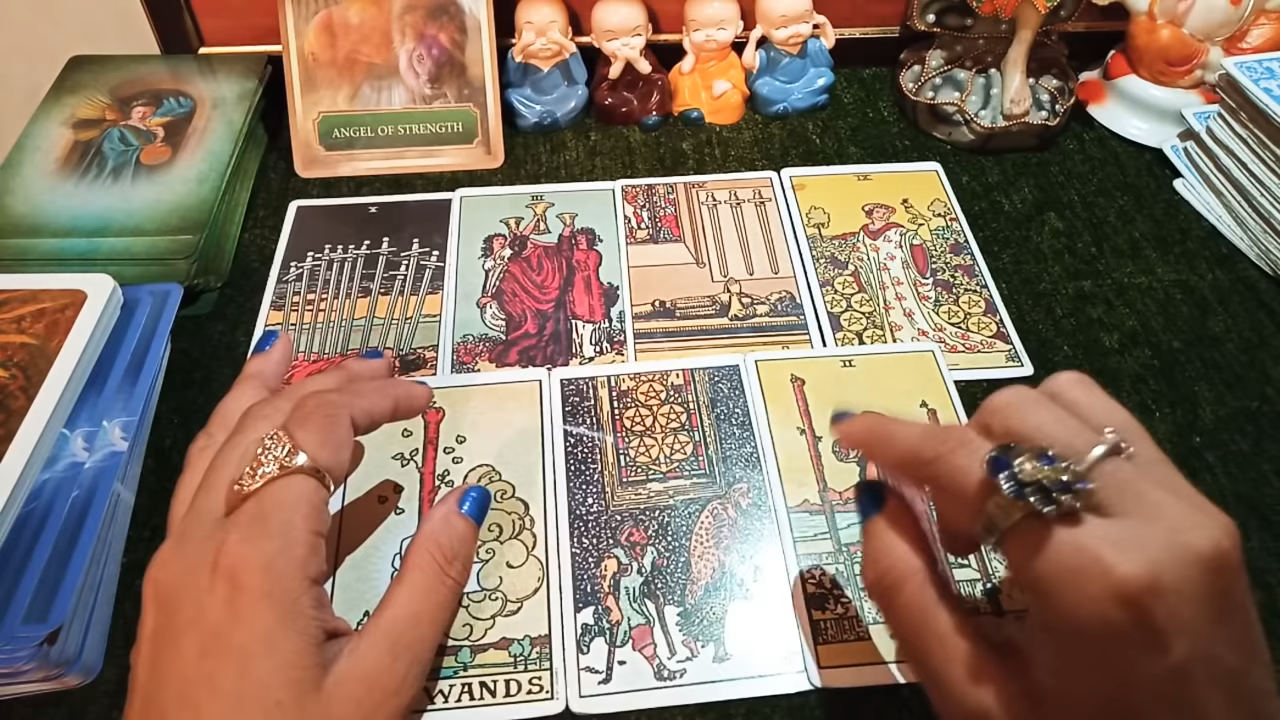 ANGEL OF STRENGTH
X
III
IV
IX
II
WANDS.